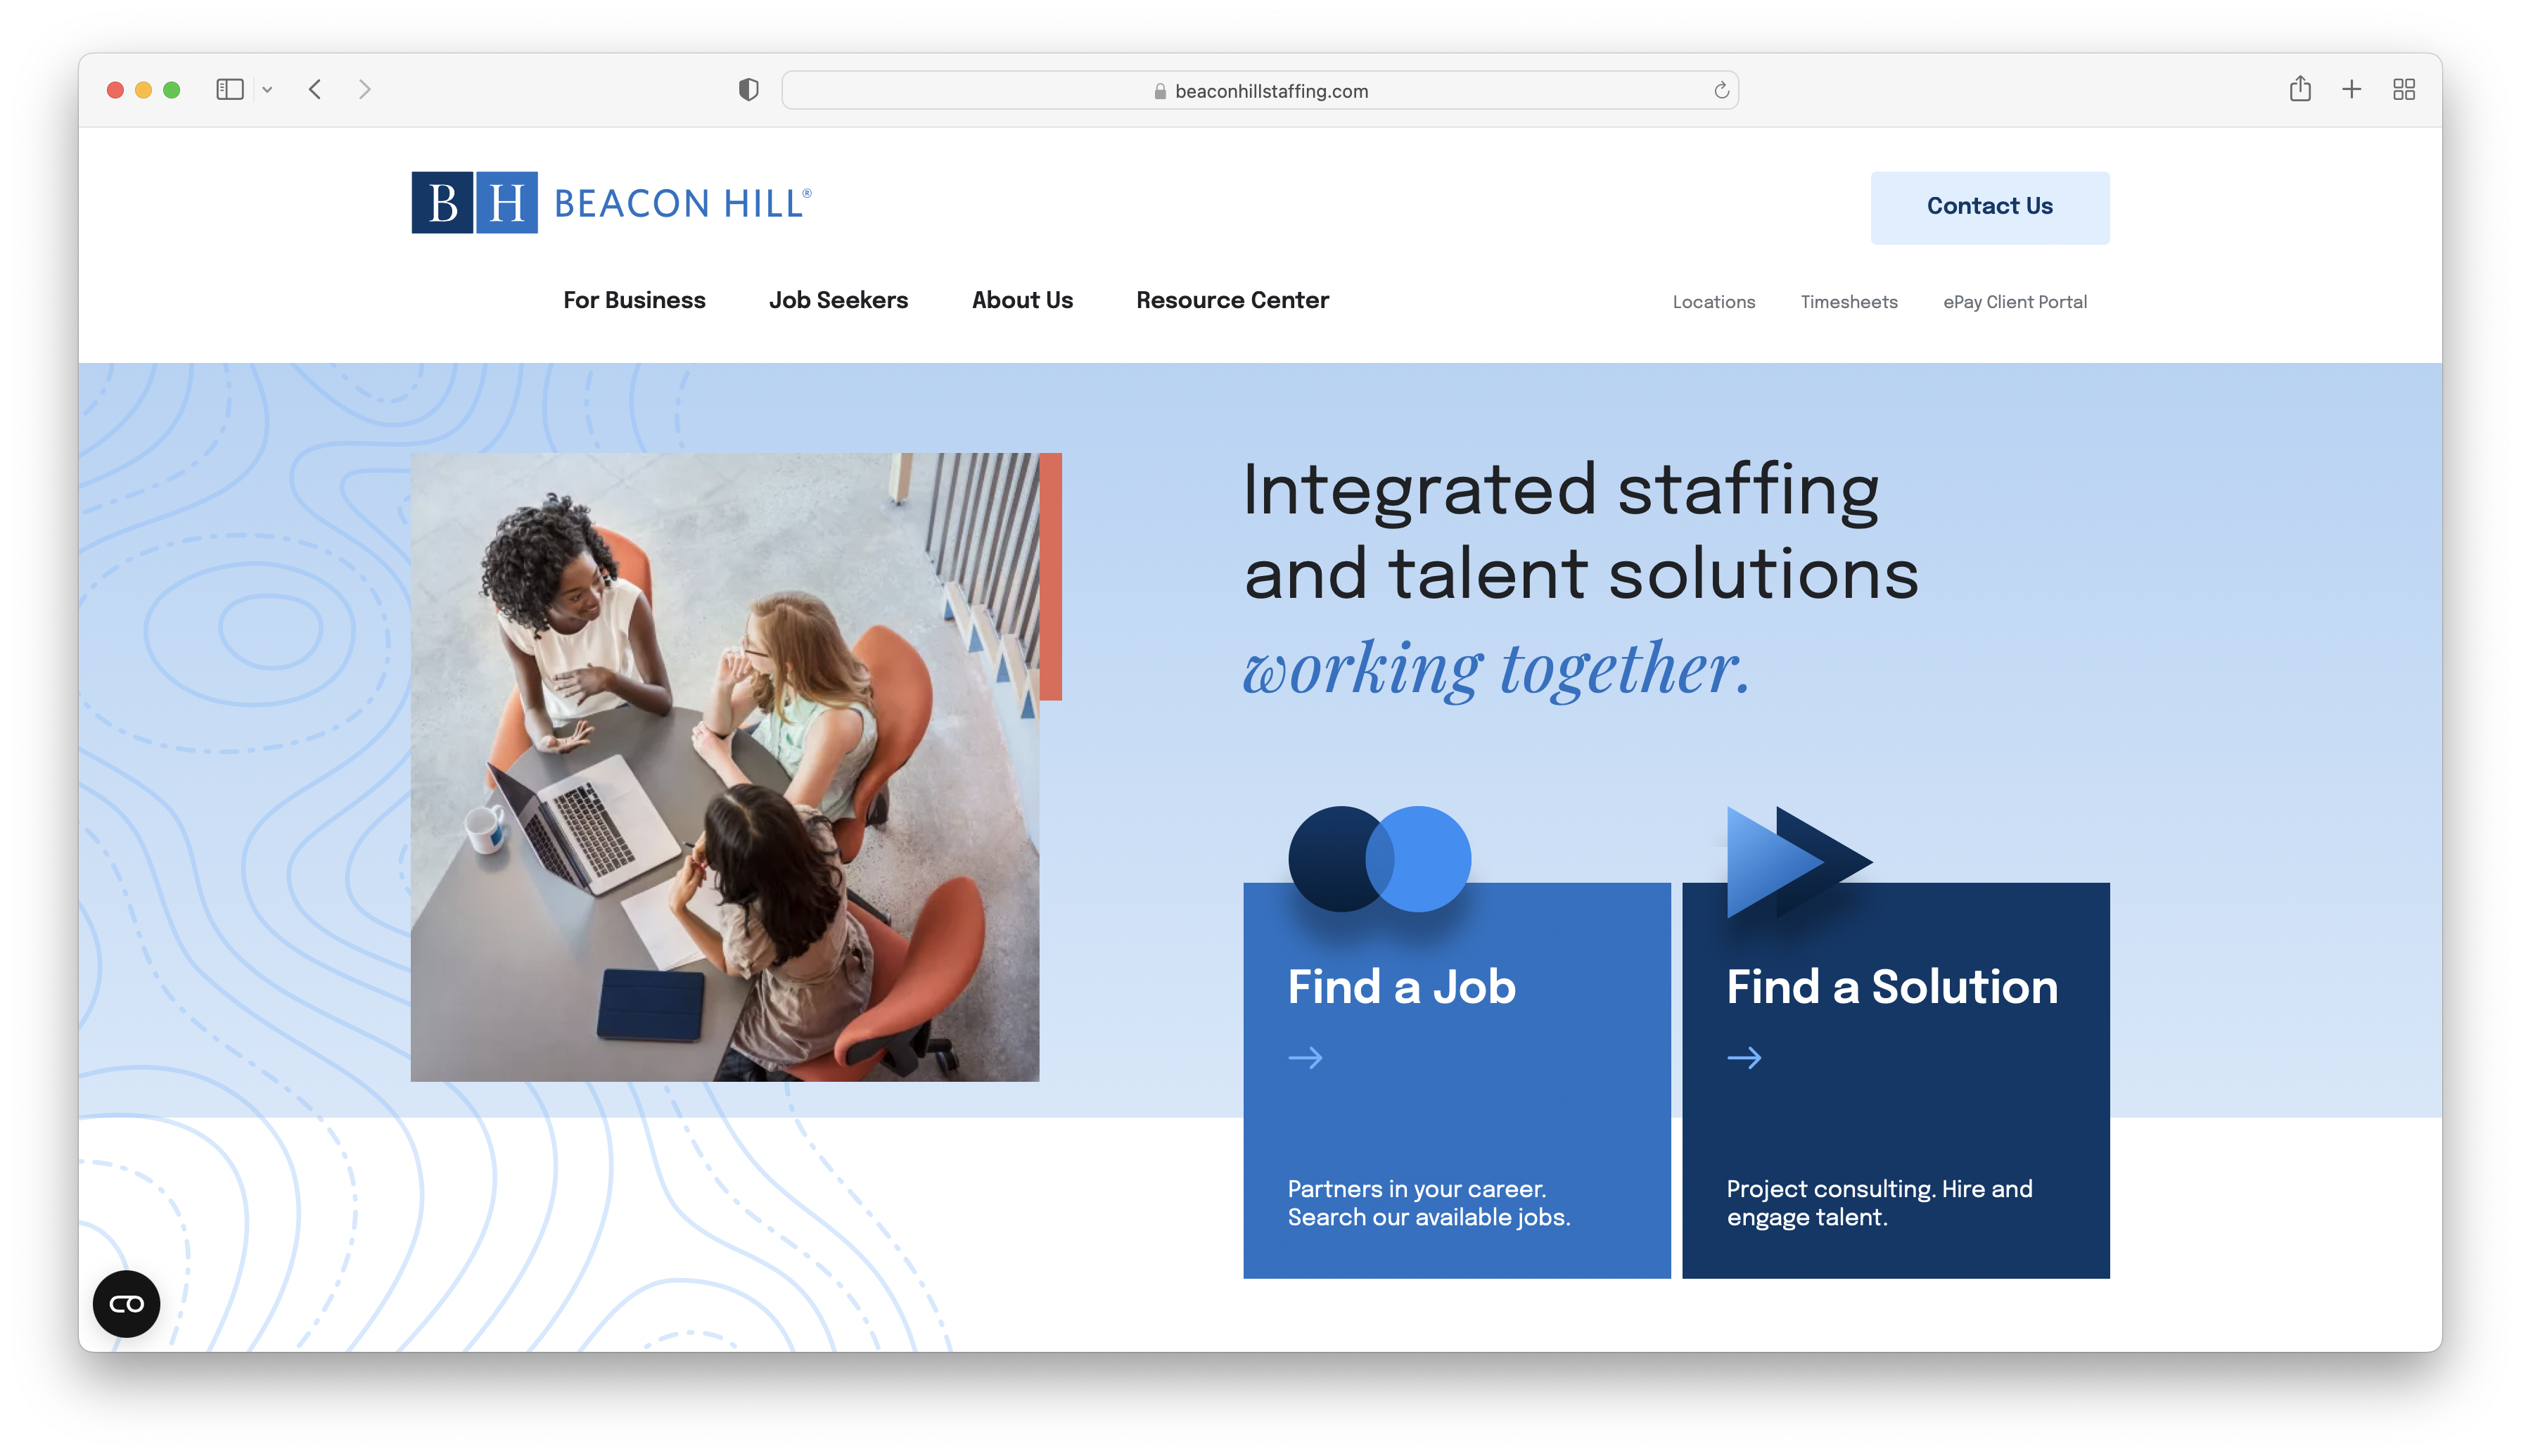 beaconhillstaffing.com
B H BEACON HILL®
Contact Us
For Business Job Seekers About Us Resource Center
Locations Timesheets ePay Client Portal
Integrated staffing
and talent solutions
working together.
Find a Job
Partners in your career.
Search our available jobs.
Find a Solution
Project consulting. Hire and
engage talent.